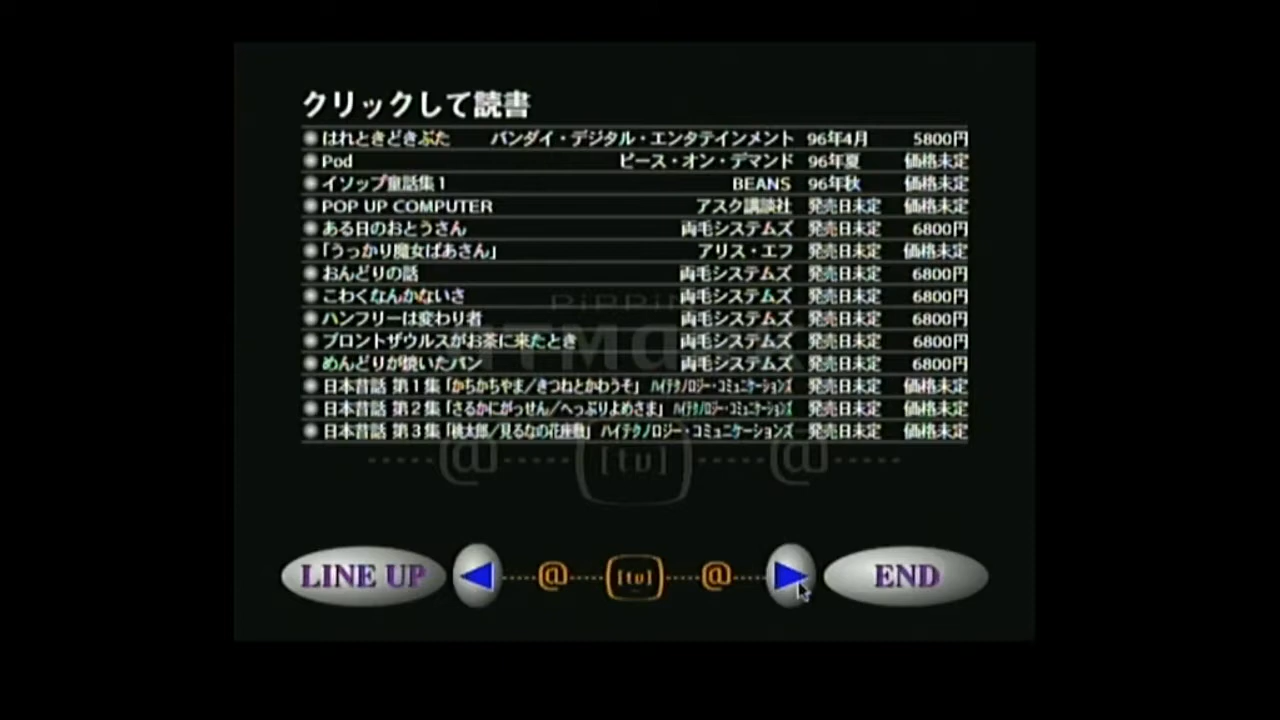 クリックして読書
はれときどきぶた バンダイ・デジタル・エンタテインメント 96年4月 5800円
Pod ピース・オン・デマンド 96年夏 価格未定
イソップ童話集1 BEANS 96年秋 価格未定
POP UP COMPUTER アスク講談社 発売日未定 価格未定
ある日のおとうさん 両毛システムズ 発売日未定 6800円
「うっかり魔女ばあさん」 アリス・エフ 発売日未定 価格未定
おんどりの話 両毛システムズ 発売日未定 6800円
こわくなんかないさ 両毛システムズ 発売日未定 6800円
ハンフリーは変わり者 両毛システムズ 発売日未定 6800円
ブロントザウルスがお茶に来たとき 両毛システムズ 発売日未定 6800円
めんどりが焼いたパン 両毛システムズ 発売日未定 6800円
日本昔話 第1集「かちかちやま/きつねとかわうそ」 ハイテクノロジー・コミュニケーションズ 発売日未定 価格未定
日本昔話 第2集「さるかにがっせん/へっぷりよめさま」 ハイテクノロジー・コミュニケーションズ 発売日未定 価格未定
日本昔話 第3集「桃太郎/見るなの花座敷」 ハイテクノロジー・コミュニケーションズ 発売日未定 価格未定
@ [tv] @
LINE UP @ [tv] @ END